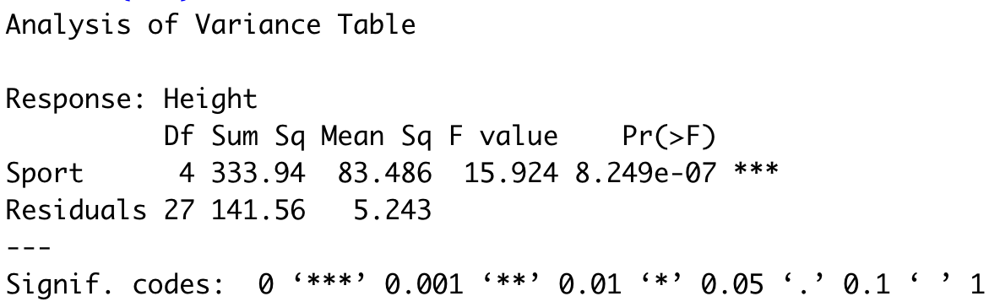 Analysis of Variance Table
Response: Height
Df Sum Sq Mean Sq F value Pr(>F)
Sport 4 333.94 83.486 15.924 8.249e-07 ***
Residuals 27 141.56 5.243
---
Signif. codes: 0 ‘***’ 0.001 ‘**’ 0.01 ‘*’ 0.05 ‘.’ 0.1 ‘ ’ 1